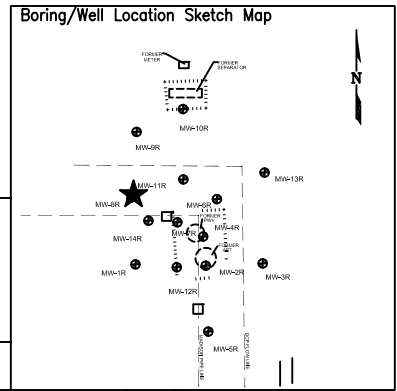 Boring/Well Location Sketch Map
FORMER
METER
FORMER
SEPARATOR
N
MW-10R
MW-9R
MW-13R
MW-11R
MW-8R
MW-6R
FORMER
PWV
MW-14R
MW-7R
MW-4R
FORMER
MW-1R
MW-2R
MW-3R
MW-12R
MW-5R